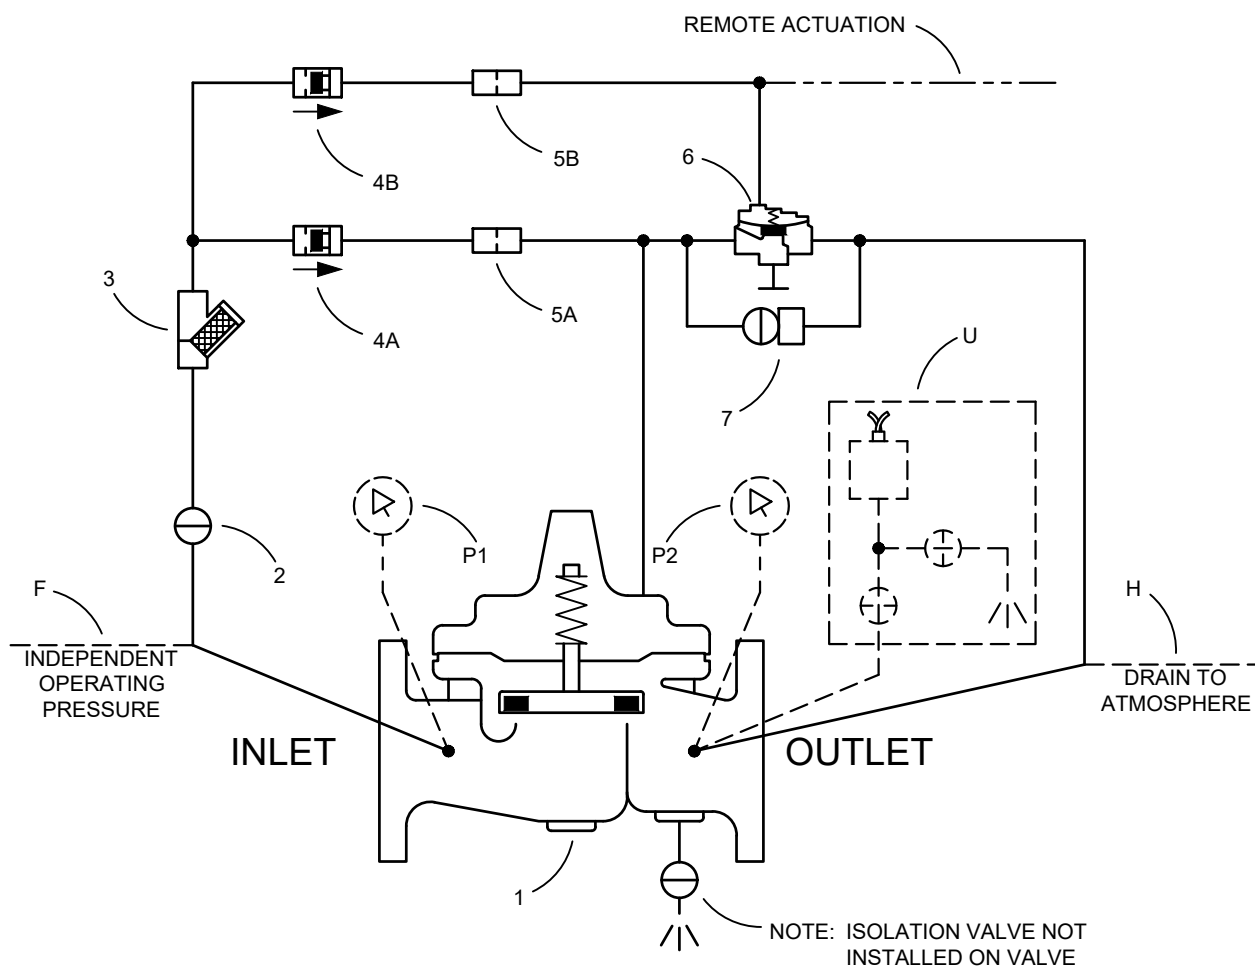 REMOTE ACTUATION
5B
6
4B
3
5A
4A
U
7
P1
P2
2
F
H
INDEPENDENT
OPERATING
PRESSURE
DRAIN TO
ATMOSPHERE
INLET
OUTLET
1
NOTE: ISOLATION VALVE NOT
INSTALLED ON VALVE